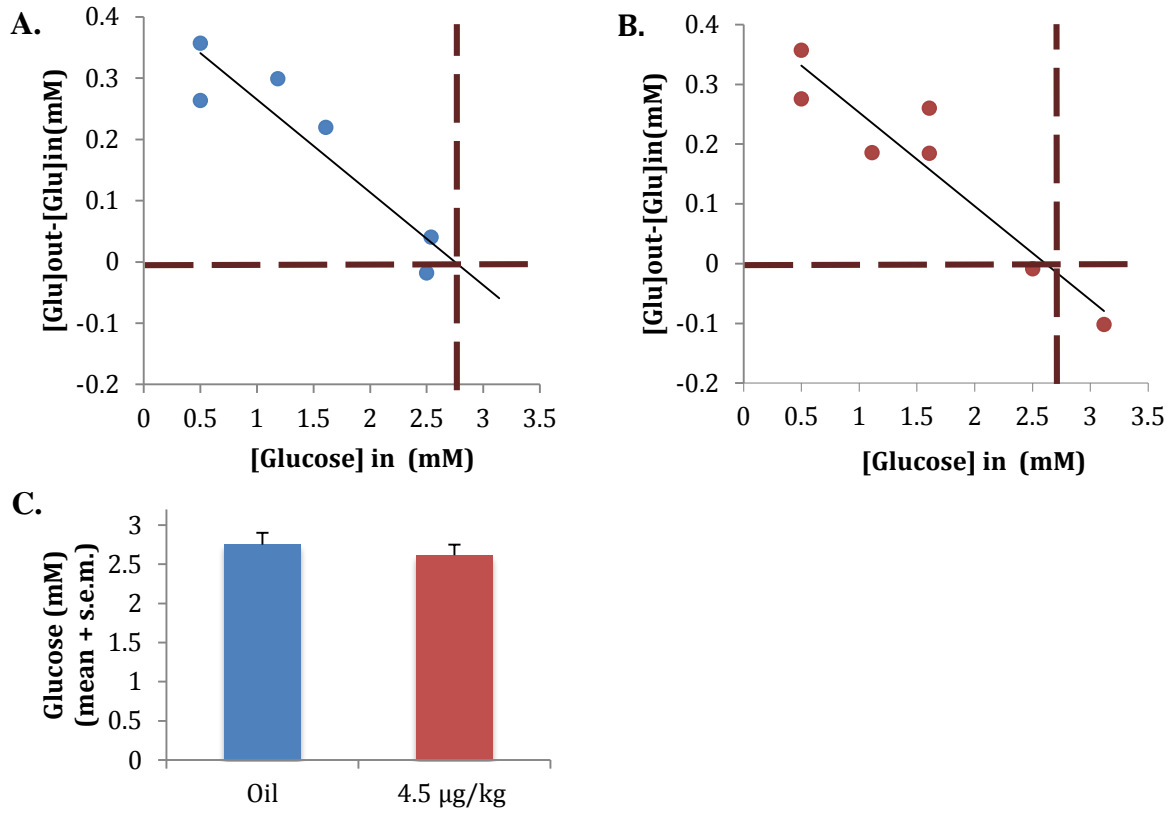 A.
[Glu]out-[Glu]in(mM)
0.4
0.3
0.2
0.1
0
-0.1
-0.2
0 0.5 1 1.5 2 2.5 3 3.5
[Glucose] in (mM)
B.
[Glu]out-[Glu]in(mM)
0.4
0.3
0.2
0.1
0
-0.1
-0.2
0 0.5 1 1.5 2 2.5 3 3.5
[Glucose] in (mM)
C.
Glucose (mM)
(mean + s.e.m.)
3
2.5
2
1.5
1
0.5
0
Oil 4.5 µg/kg